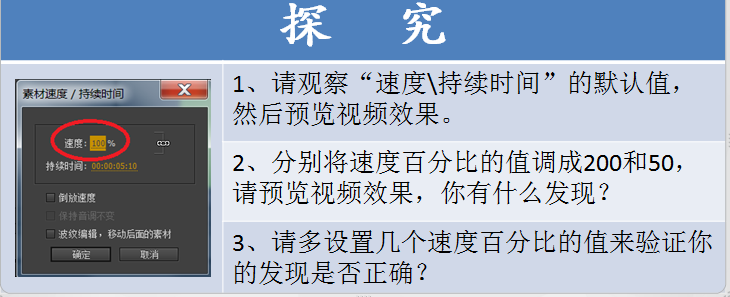 探 究
素材速度 / 持续时间
速度: 100 %
持续时间: 00:00:05:10
倒放速度
保持音调不变
波纹编辑，移动后面的素材
确定 取消
1、请观察“速度\持续时间”的默认值，
然后预览视频效果。
2、分别将速度百分比的值调成200和50，
请预览视频效果，你有什么发现？
3、请多设置几个速度百分比的值来验证你
的发现是否正确？